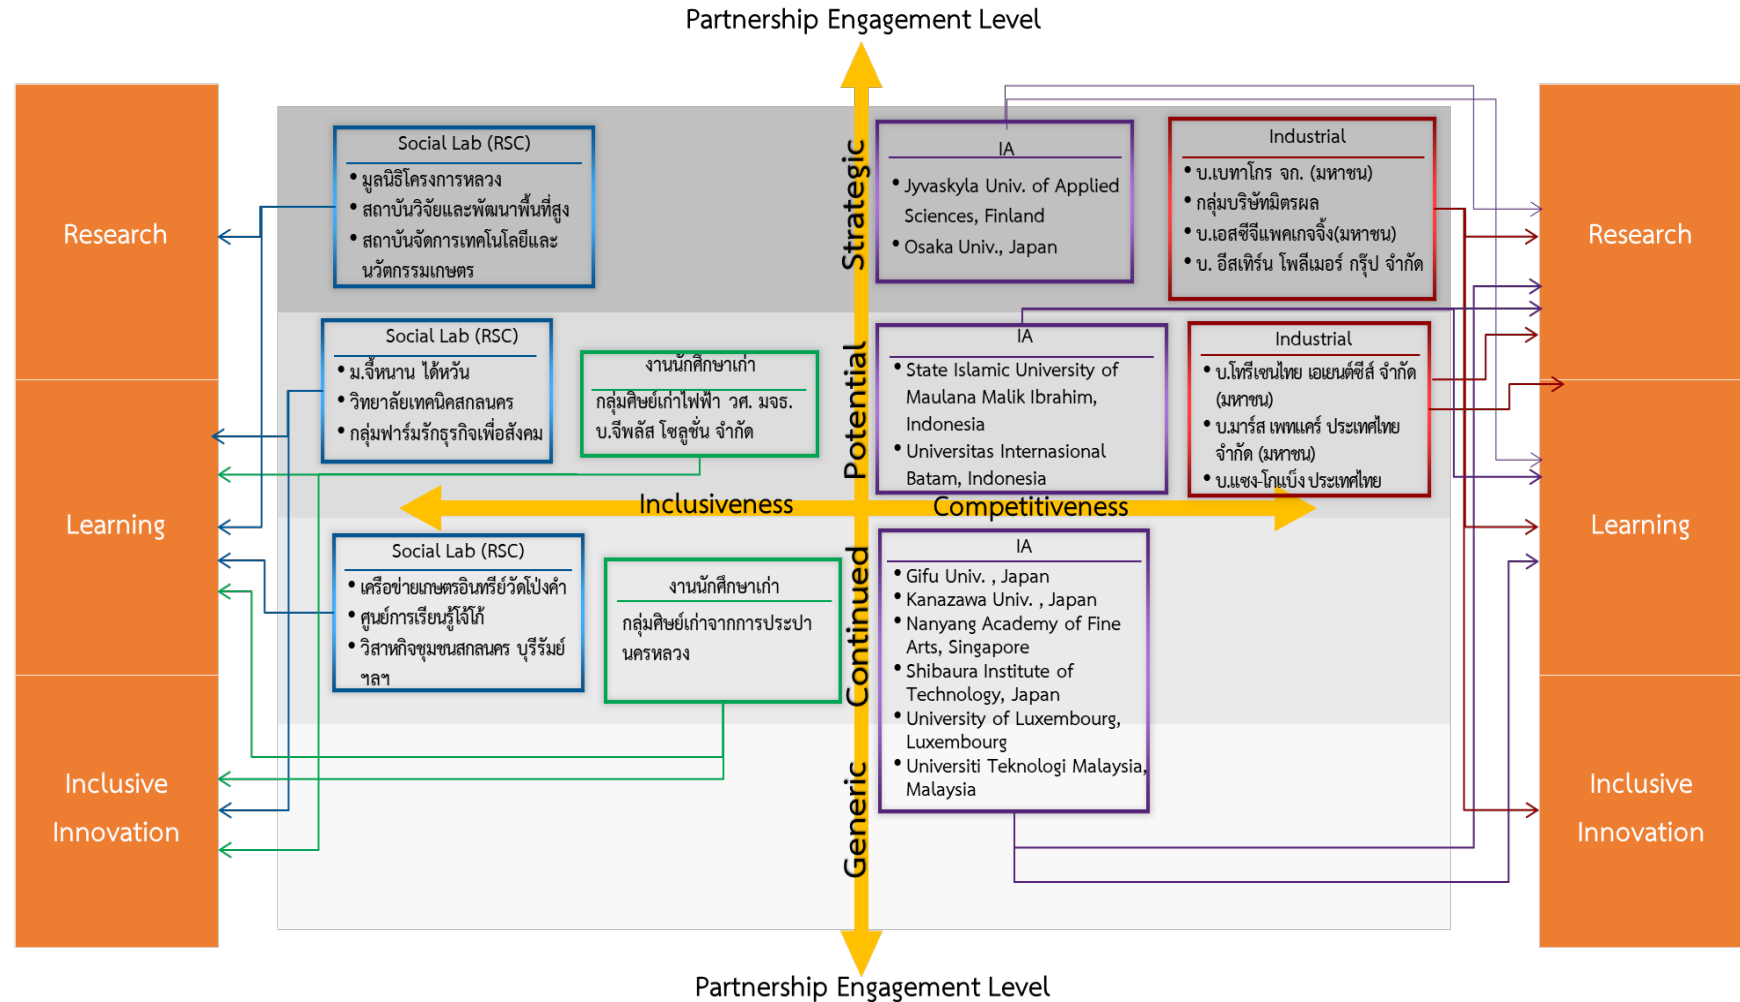 Partnership Engagement Level
Research
Learning
Inclusive
Innovation
Strategic
Potential
Continued
Generic
Inclusiveness
Competitiveness
Social Lab (RSC)
• มูลนิธิโครงการหลวง
• สถาบันวิจัยและพัฒนาพื้นที่สูง
• สถาบันจัดการเทคโนโลยีและ
นวัตกรรมเกษตร
IA
• Jyvaskyla Univ. of Applied
Sciences, Finland
• Osaka Univ., Japan
Industrial
• บ.เบทาโกร จก. (มหาชน)
• กลุ่มบริษัทมิตรผล
• บ.เอสซีจีแพคเกจจิ้ง(มหาชน)
• บ. อีสเทิร์น โพลีเมอร์ กรุ๊ป จำกัด
Social Lab (RSC)
• ม.จี้หนาน ได้หวัน
• วิทยาลัยเทคนิคสกลนคร
• กลุ่มฟาร์มรักธุรกิจเพื่อสังคม
งานนักศึกษาเก่า
กลุ่มศิษย์เก่าไฟฟ้า วศ. มจธ.
บ.จีพลัส โซลูชั่น จำกัด
IA
• State Islamic University of
Maulana Malik Ibrahim,
Indonesia
• Universitas Internasional
Batam, Indonesia
Industrial
• บ.โทรีเซนไทย เอเยนต์ซีส์ จำกัด
(มหาชน)
• บ.มาร์ส เพทแคร์ ประเทศไทย
จำกัด (มหาชน)
• บ.แซง-โกแบ็ง ประเทศไทย
Social Lab (RSC)
• เครือข่ายเกษตรอินทรีย์วัดโป่งคำ
• ศูนย์การเรียนรู้โจ้โก้
• วิสาหกิจชุมชนสกลนคร บุรีรัมย์
ฯลฯ
งานนักศึกษาเก่า
กลุ่มศิษย์เก่าจากการประปา
นครหลวง
IA
• Gifu Univ. , Japan
• Kanazawa Univ. , Japan
• Nanyang Academy of Fine
Arts, Singapore
• Shibaura Institute of
Technology, Japan
• University of Luxembourg,
Luxembourg
• Universiti Teknologi Malaysia,
Malaysia
Research
Learning
Inclusive
Innovation
Partnership Engagement Level